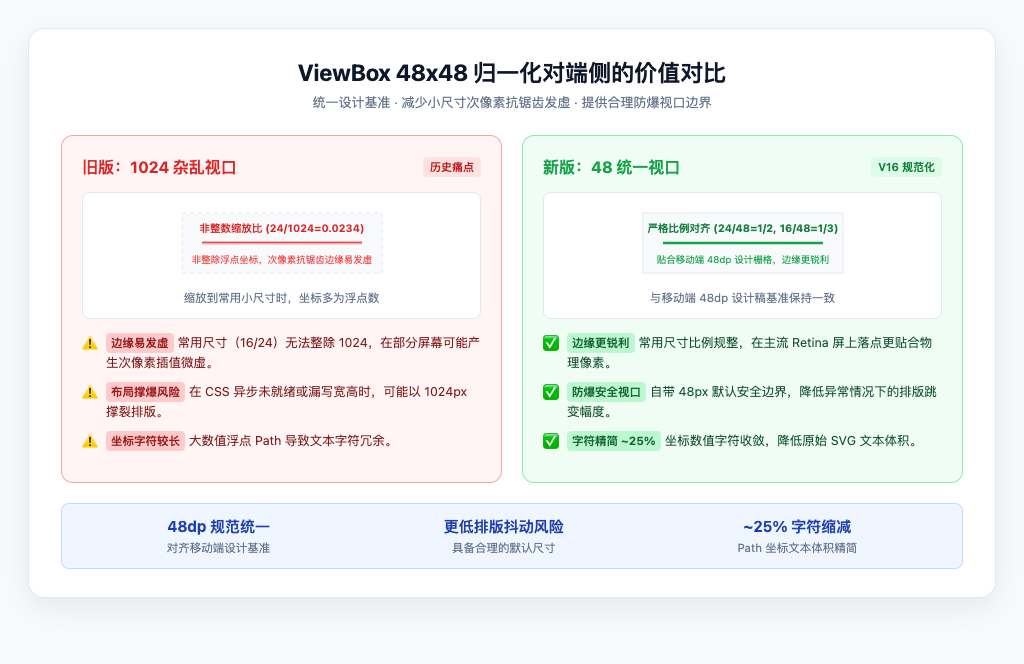 ViewBox 48x48 归一化对端侧的价值对比
统一设计基准 · 减少小尺寸次像素抗锯齿发虚 · 提供合理防爆视口边界
旧版：1024 杂乱视口
历史痛点
非整数缩放比 (24/1024=0.0234)
非整除浮点坐标，次像素抗锯齿边缘易发虚
缩放到常用小尺寸时，坐标多为浮点数
边缘易发虚 常用尺寸（16/24）无法整除 1024，在部分屏幕可能产
生次像素插值微虚。
布局撑爆风险 在 CSS 异步未就绪或漏写宽高时，可能以 1024px
撑裂排版。
坐标字符较长 大数值浮点 Path 导致文本字符冗余。
新版：48 统一视口
V16 规范化
严格比例对齐 (24/48=1/2, 16/48=1/3)
贴合移动端 48dp 设计栅格，边缘更锐利
与移动端 48dp 设计稿基准保持一致
边缘更锐利 常用尺寸比例规整，在主流 Retina 屏上落点更贴合物
理像素。
防爆安全视口 自带 48px 默认安全边界，降低异常情况下的排版跳
变幅度。
字符精简 ~25% 坐标数值字符收敛，降低原始 SVG 文本体积。
48dp 规范统一
对齐移动端设计基准
更低排版抖动风险
具备合理的默认尺寸
~25% 字符缩减
Path 坐标文本体积精简